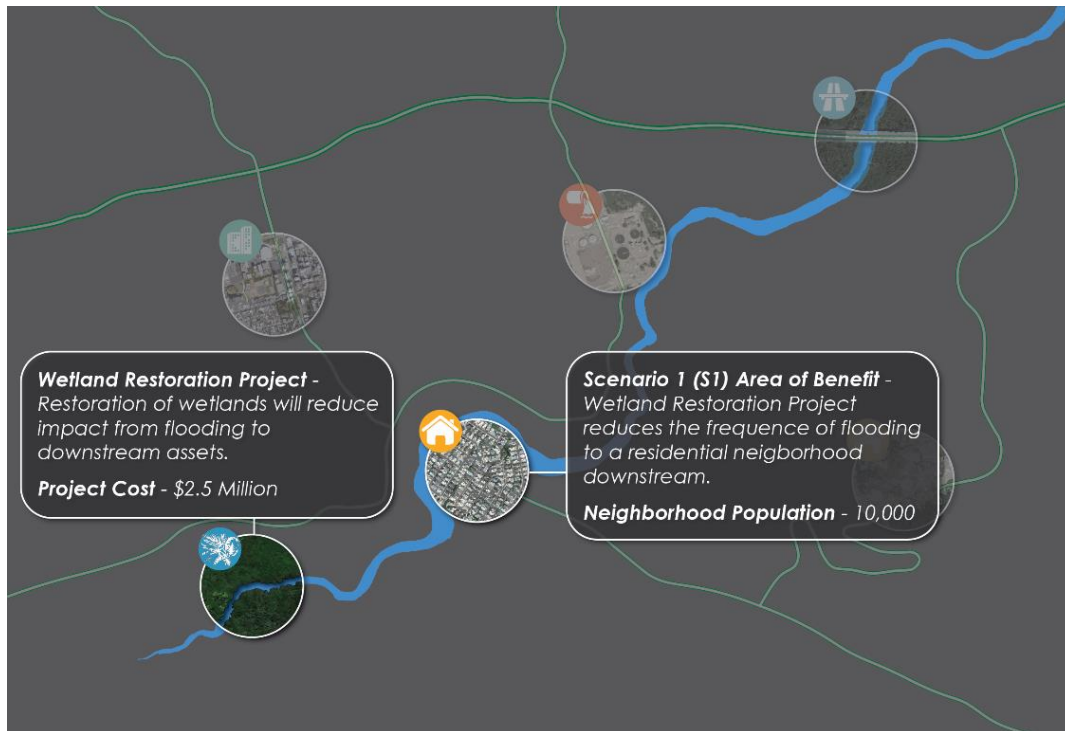 Wetland Restoration Project -
Restoration of wetlands will reduce
impact from flooding to
downstream assets.
Project Cost - $2.5 Million
Scenario 1 (S1) Area of Benefit -
Wetland Restoration Project
reduces the frequence of flooding
to a residential neigborhood
downstream.
Neighborhood Population - 10,000